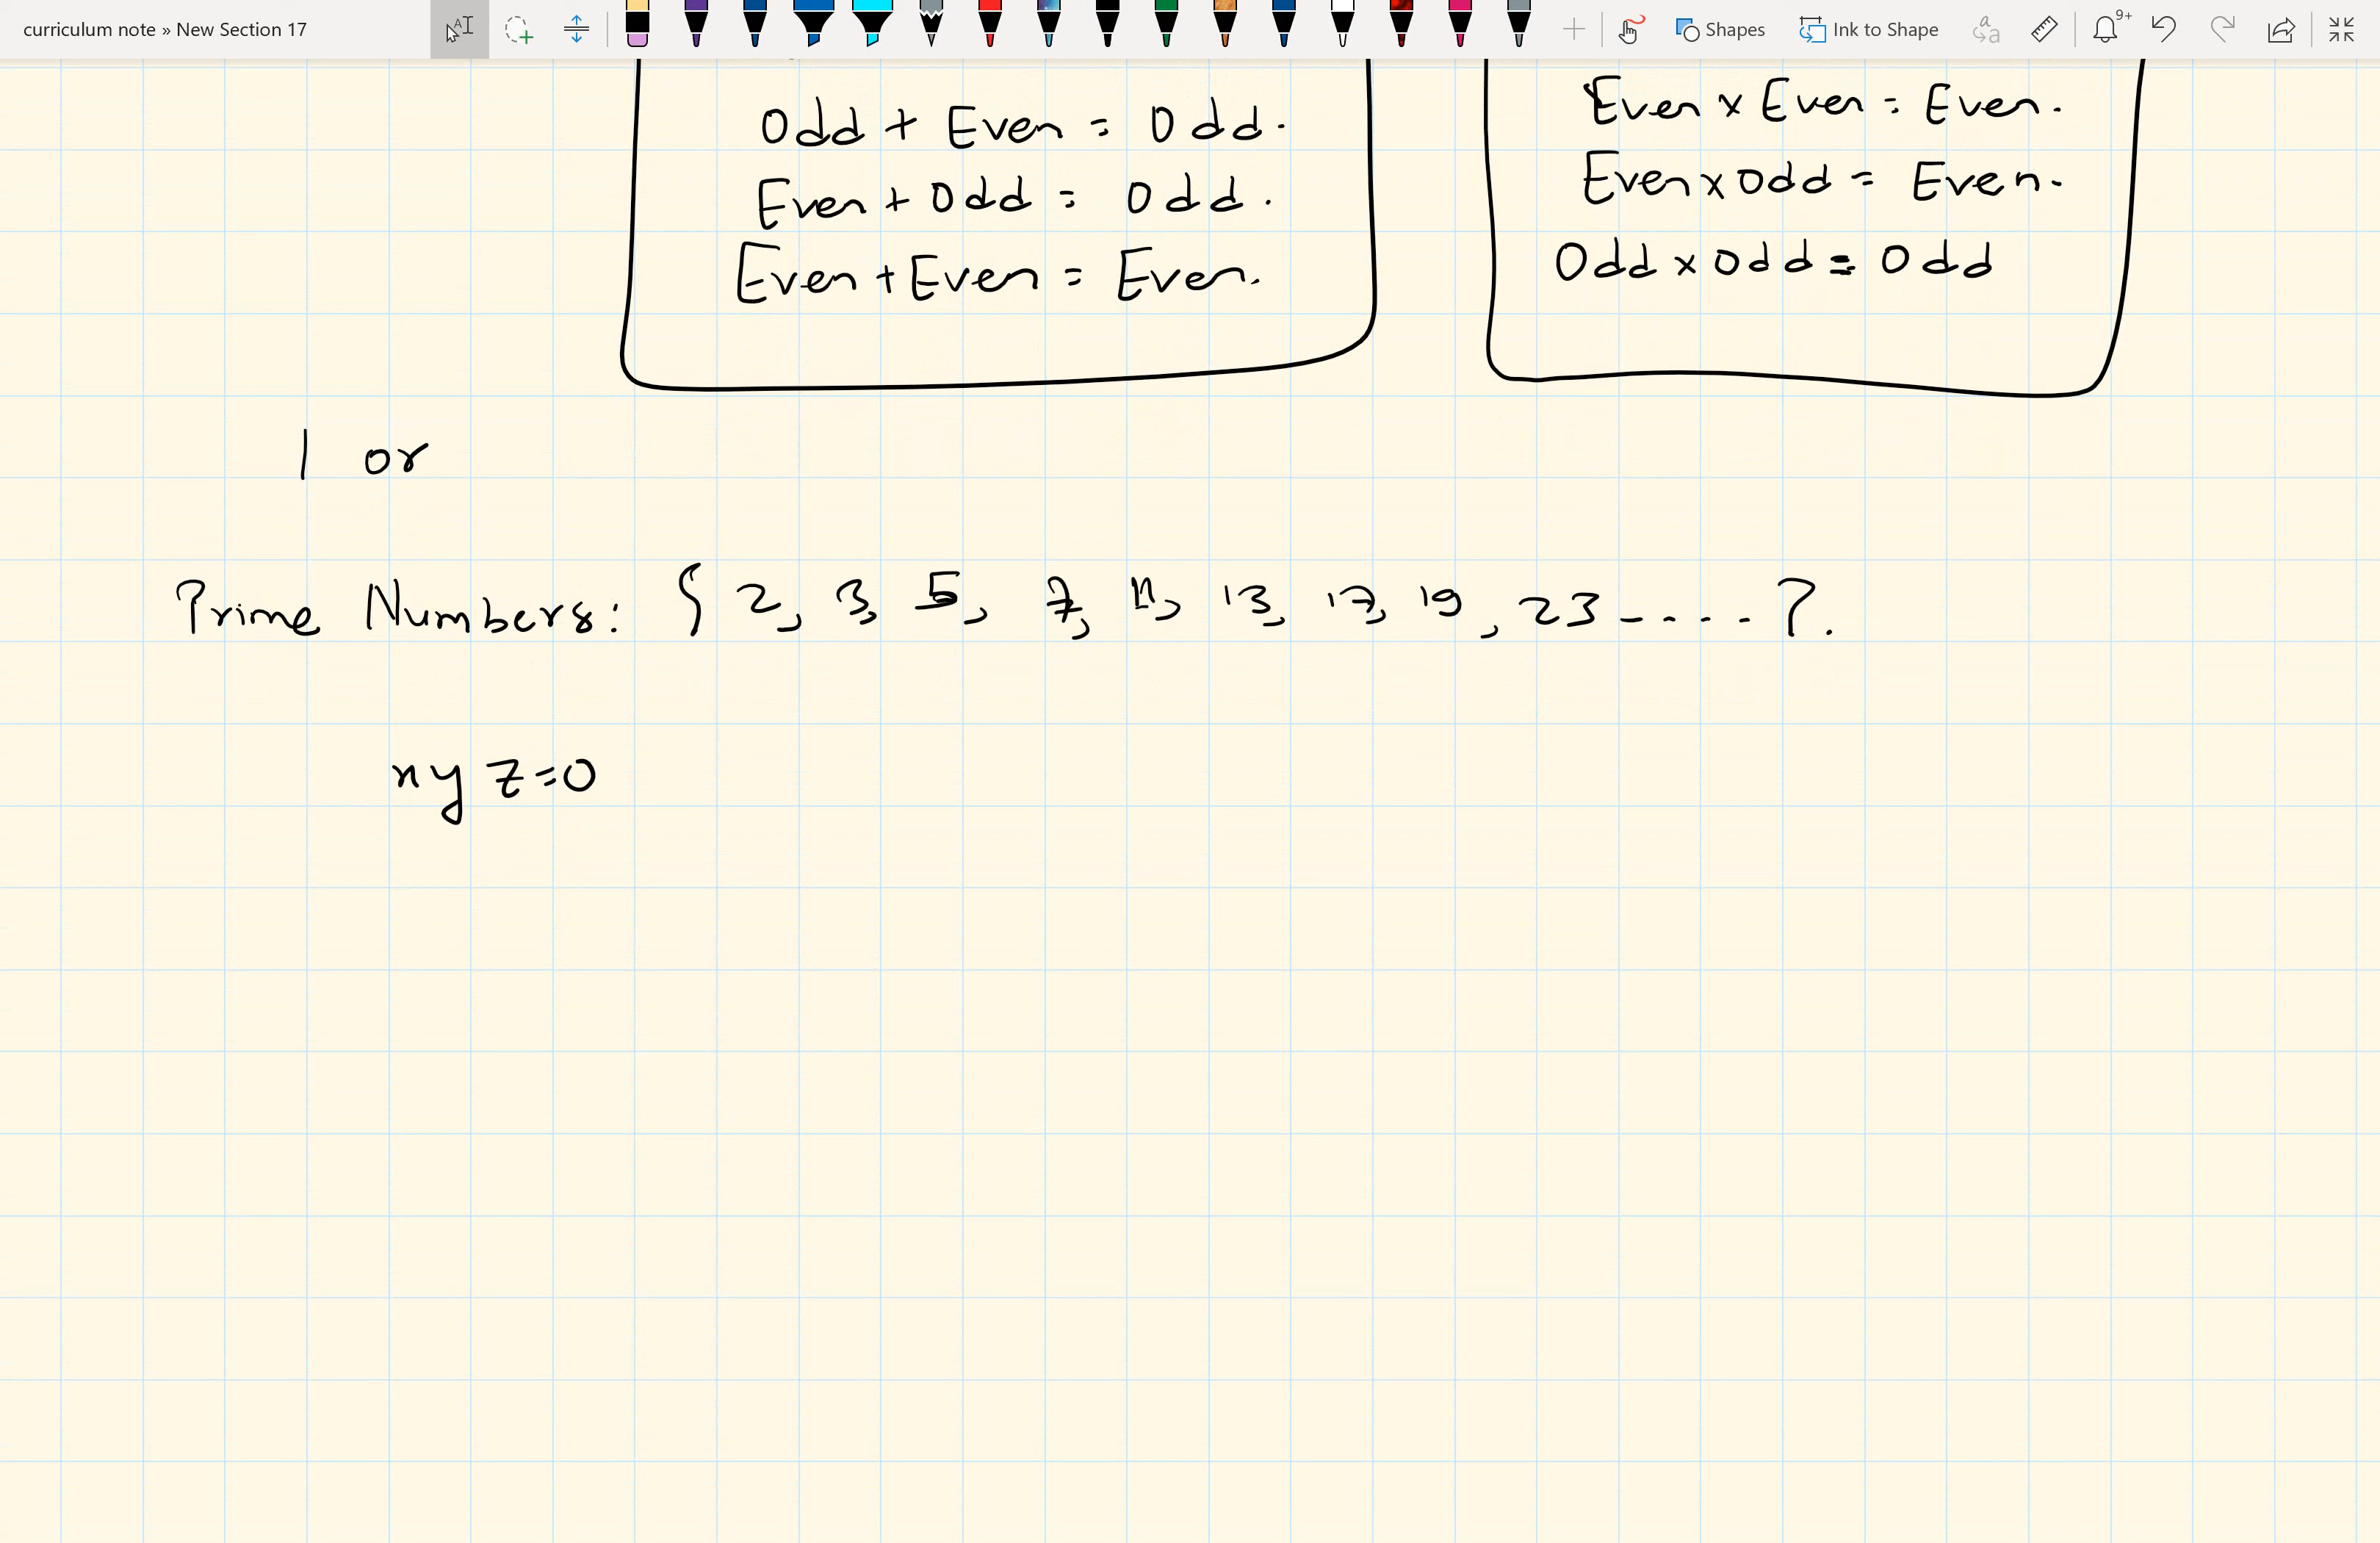 curriculum note » New Section 17
Shapes
Ink to Shape
9+
Odd + Even = Odd.
Even + Odd = Odd.
Even + Even = Even.
Even x Even = Even.
Even x Odd = Even.
Odd x Odd = Odd
1 or
Prime Numbers: { 2, 3, 5, 7, 11, 13, 17, 19, 23 - - - - ?.
xy z = 0